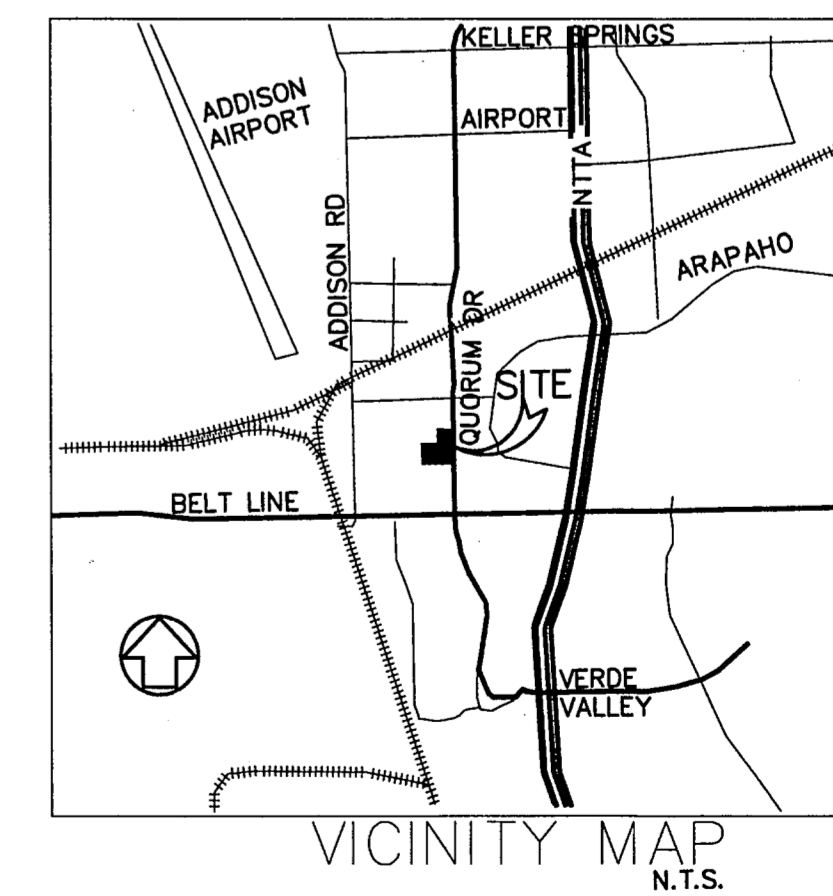 KELLER SPRINGS
ADDISON
AIRPORT
AIRPORT
NTTA
ADDISON RD
ARAPAHO
QUORUM DR
SITE
BELT LINE
VERDE
VALLEY
VICINITY MAP
N.T.S.